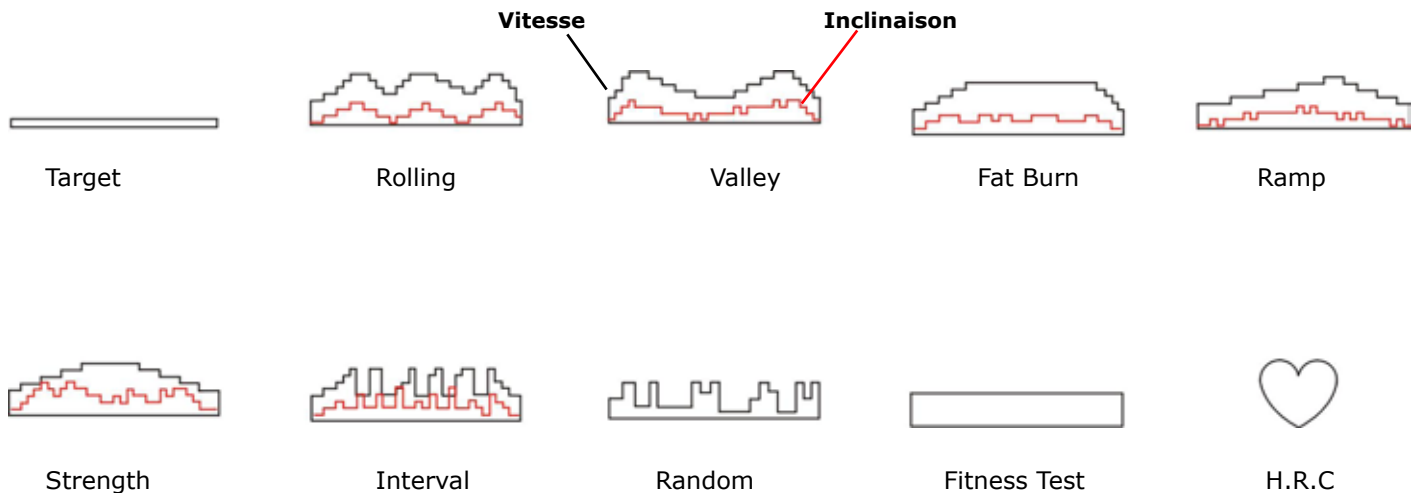 Vitesse Inclinaison
Target Rolling Valley Fat Burn Ramp
Strength Interval Random Fitness Test H.R.C